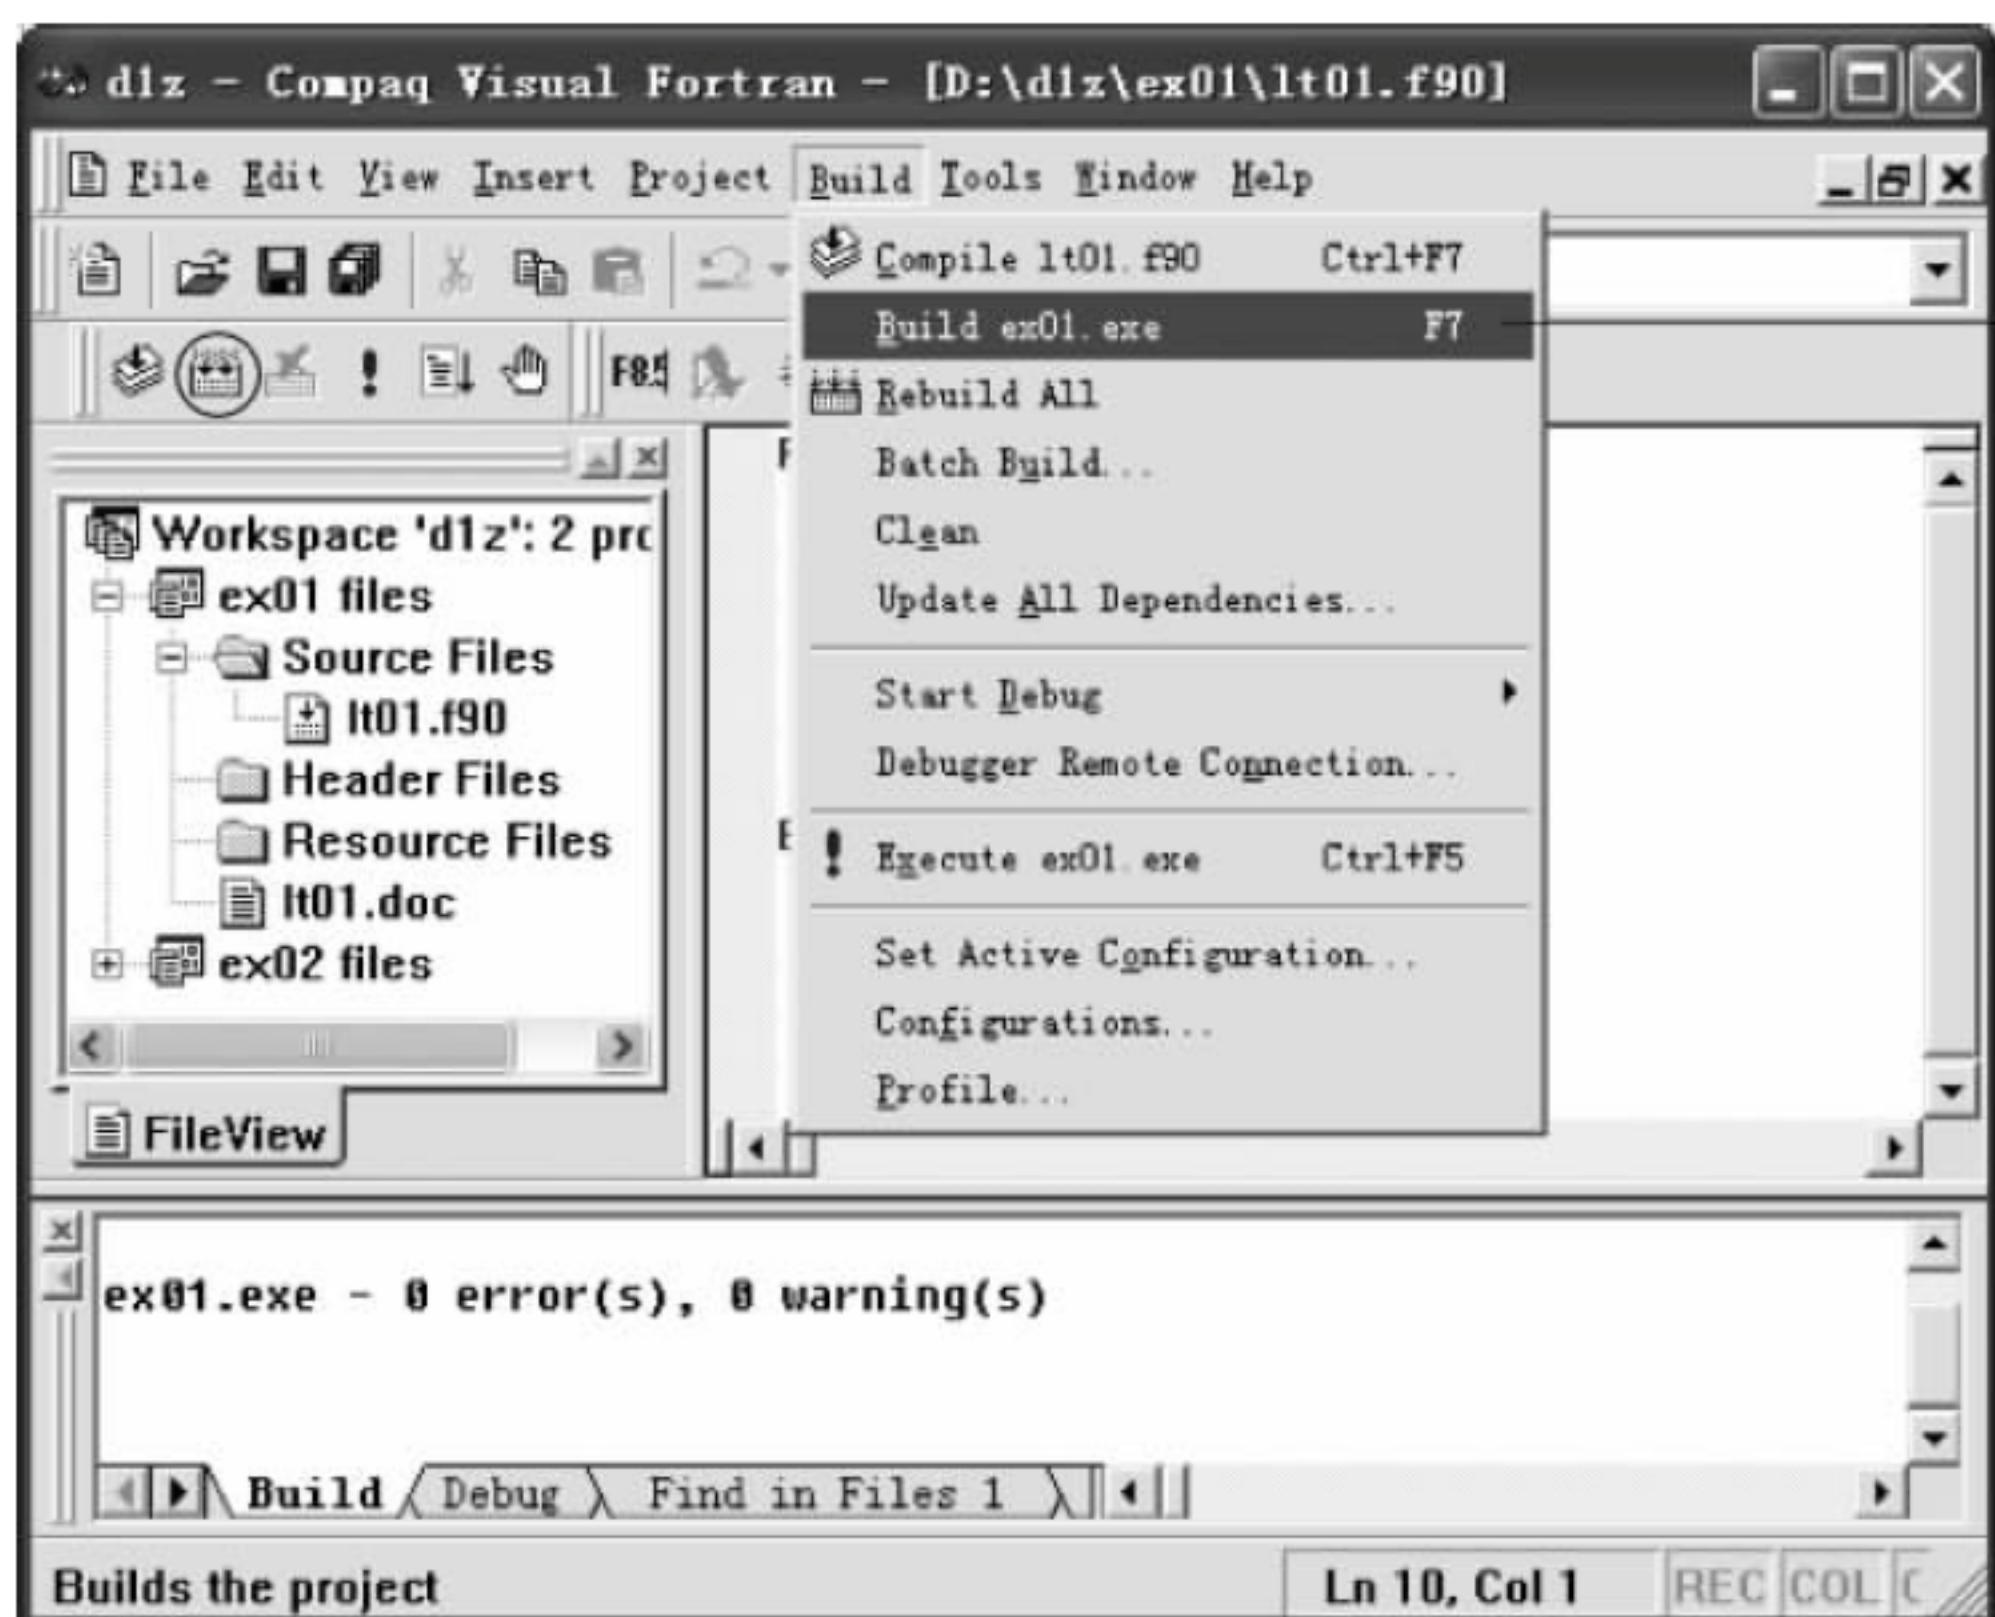 d1z - Compaq Visual Fortran - [D:\d1z\ex01\lt01.f90]
File Edit View Insert Project Build Tools Window Help
Compile lt01.f90 Ctrl+F7
Build ex01.exe F7
F8.5
Rebuild All
Batch Build...
Clean
Update All Dependencies...
Start Debug
Debugger Remote Connection...
Execute ex01.exe Ctrl+F5
Set Active Configuration...
Configurations...
Profile...
Workspace 'd1z': 2 pro
ex01 files
Source Files
lt01.f90
Header Files
Resource Files
lt01.doc
ex02 files
FileView
ex01.exe - 0 error(s), 0 warning(s)
Build Debug Find in Files 1
Builds the project Ln 10, Col 1 REC COL